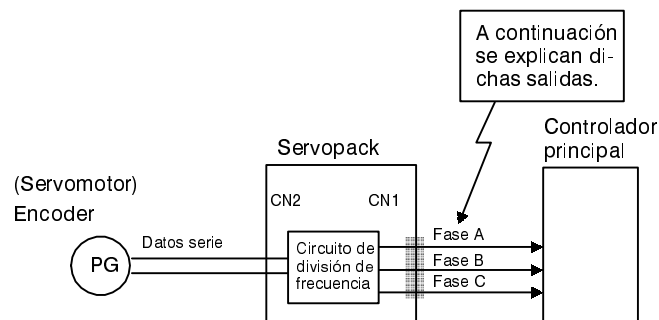 A continuación
se explican di-
chas salidas.
Controlador
principal
Servopack
(Servomotor)
Encoder
CN2
CN1
Datos serie
PG
Circuito de
división de
frecuencia
Fase A
Fase B
Fase C